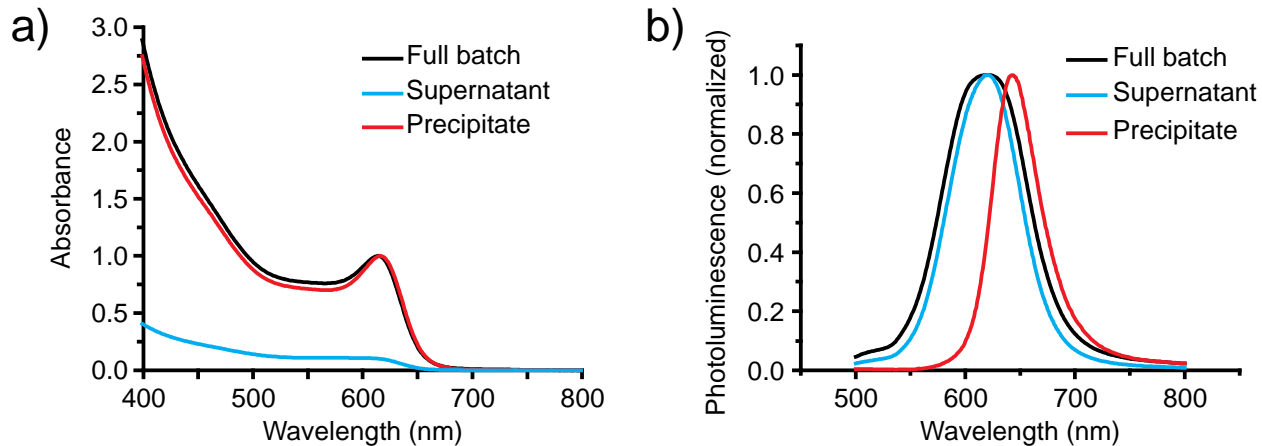 a)
Absorbance
3.0
2.5
2.0
1.5
1.0
0.5
0.0
Full batch
Supernatant
Precipitate
400 500 600 700 800
Wavelength (nm)
b)
Photoluminescence (normalized)
1.0
0.8
0.6
0.4
0.2
0.0
Full batch
Supernatant
Precipitate
500 600 700 800
Wavelength (nm)